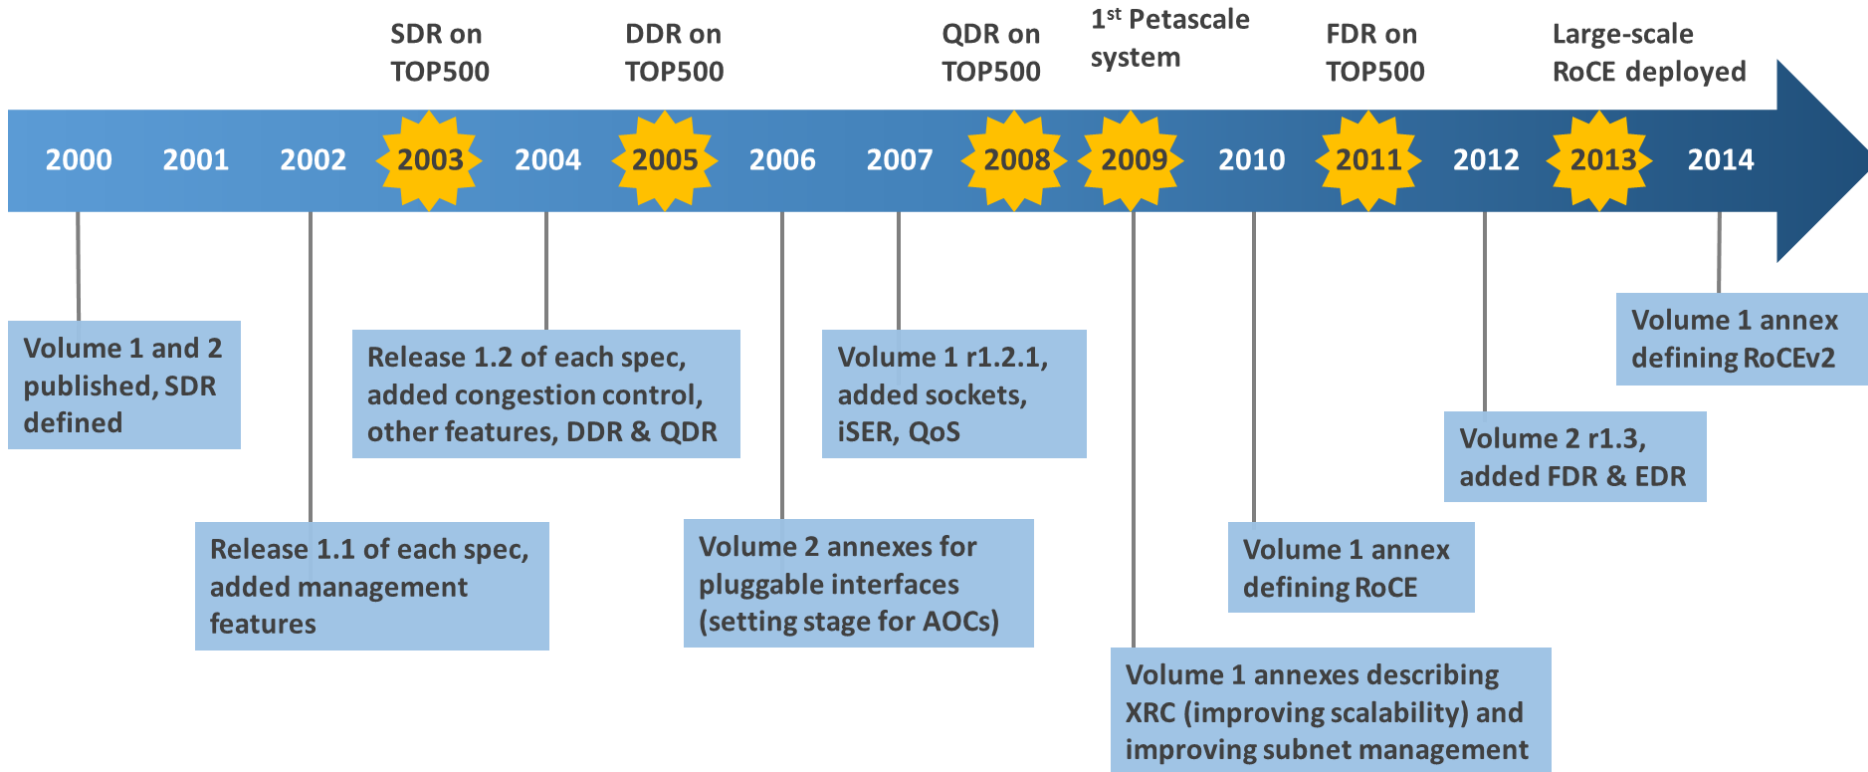 SDR on
TOP500
DDR on
TOP500
QDR on
TOP500
1st Petascale
system
FDR on
TOP500
Large-scale
RoCE deployed
2000 2001 2002 2003 2004 2005 2006 2007 2008 2009 2010 2011 2012 2013 2014
Volume 1 and 2
published, SDR
defined
Release 1.1 of each spec,
added management
features
Release 1.2 of each spec,
added congestion control,
other features, DDR & QDR
Volume 2 annexes for
pluggable interfaces
(setting stage for AOCs)
Volume 1 r1.2.1,
added sockets,
iSER, QoS
Volume 1 annexes describing
XRC (improving scalability) and
improving subnet management
Volume 1 annex
defining RoCE
Volume 2 r1.3,
added FDR & EDR
Volume 1 annex
defining RoCEv2